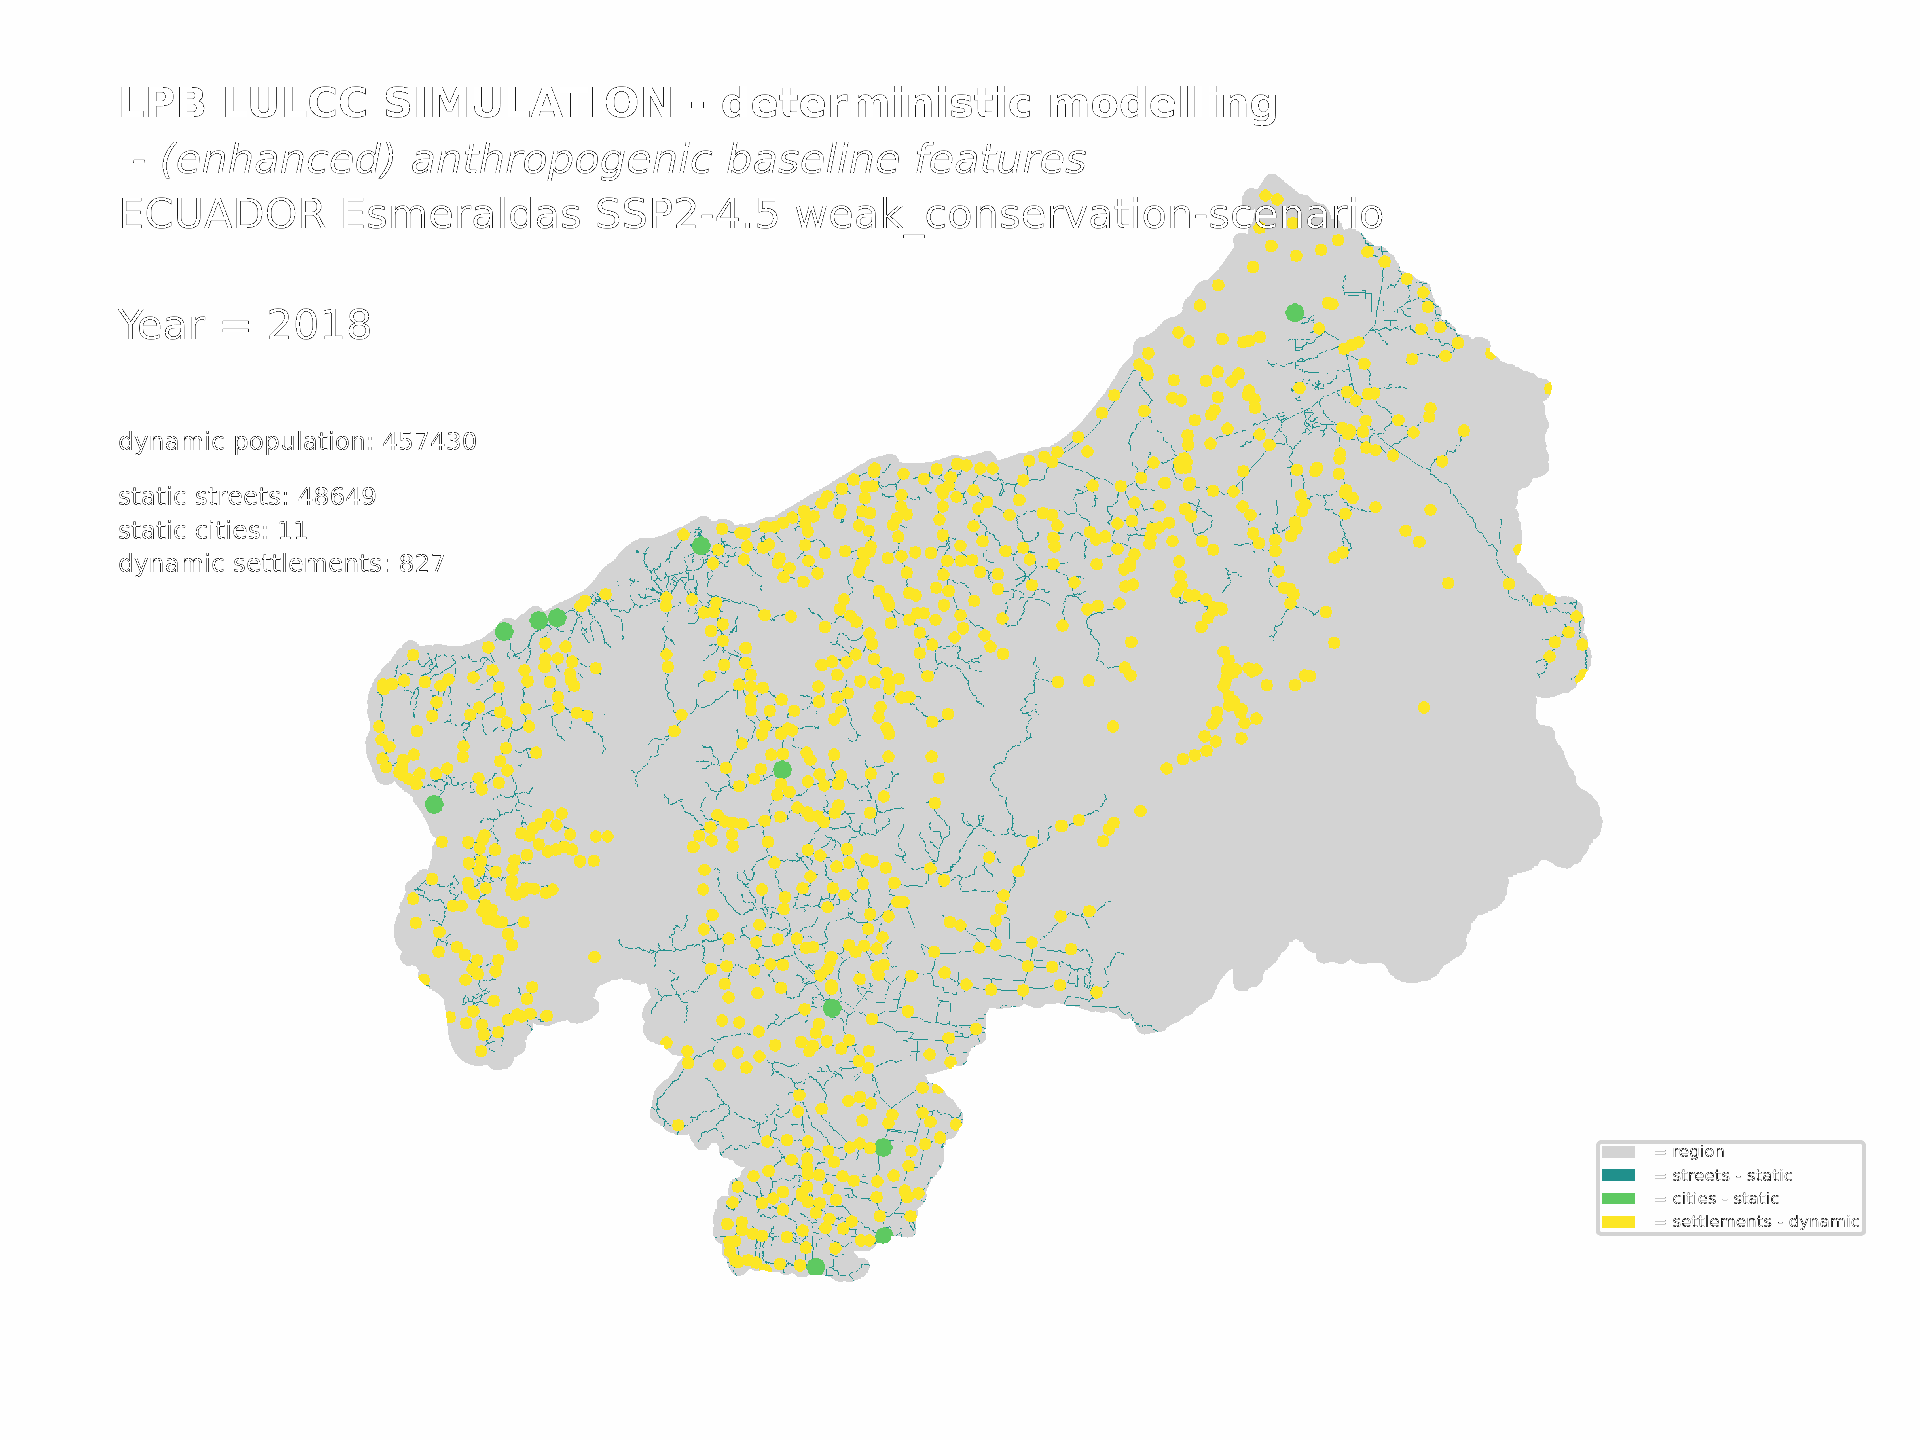 LPB LULCC SIMULATION - deterministic modelling
- (enhanced) anthropogenic baseline features
ECUADOR Esmeraldas SSP2-4.5 weak_conservation-scenario
Year = 2018
dynamic population: 457430
static streets: 48649
static cities: 11
dynamic settlements: 827
= region
= streets - static
= cities - static
= settlements - dynamic